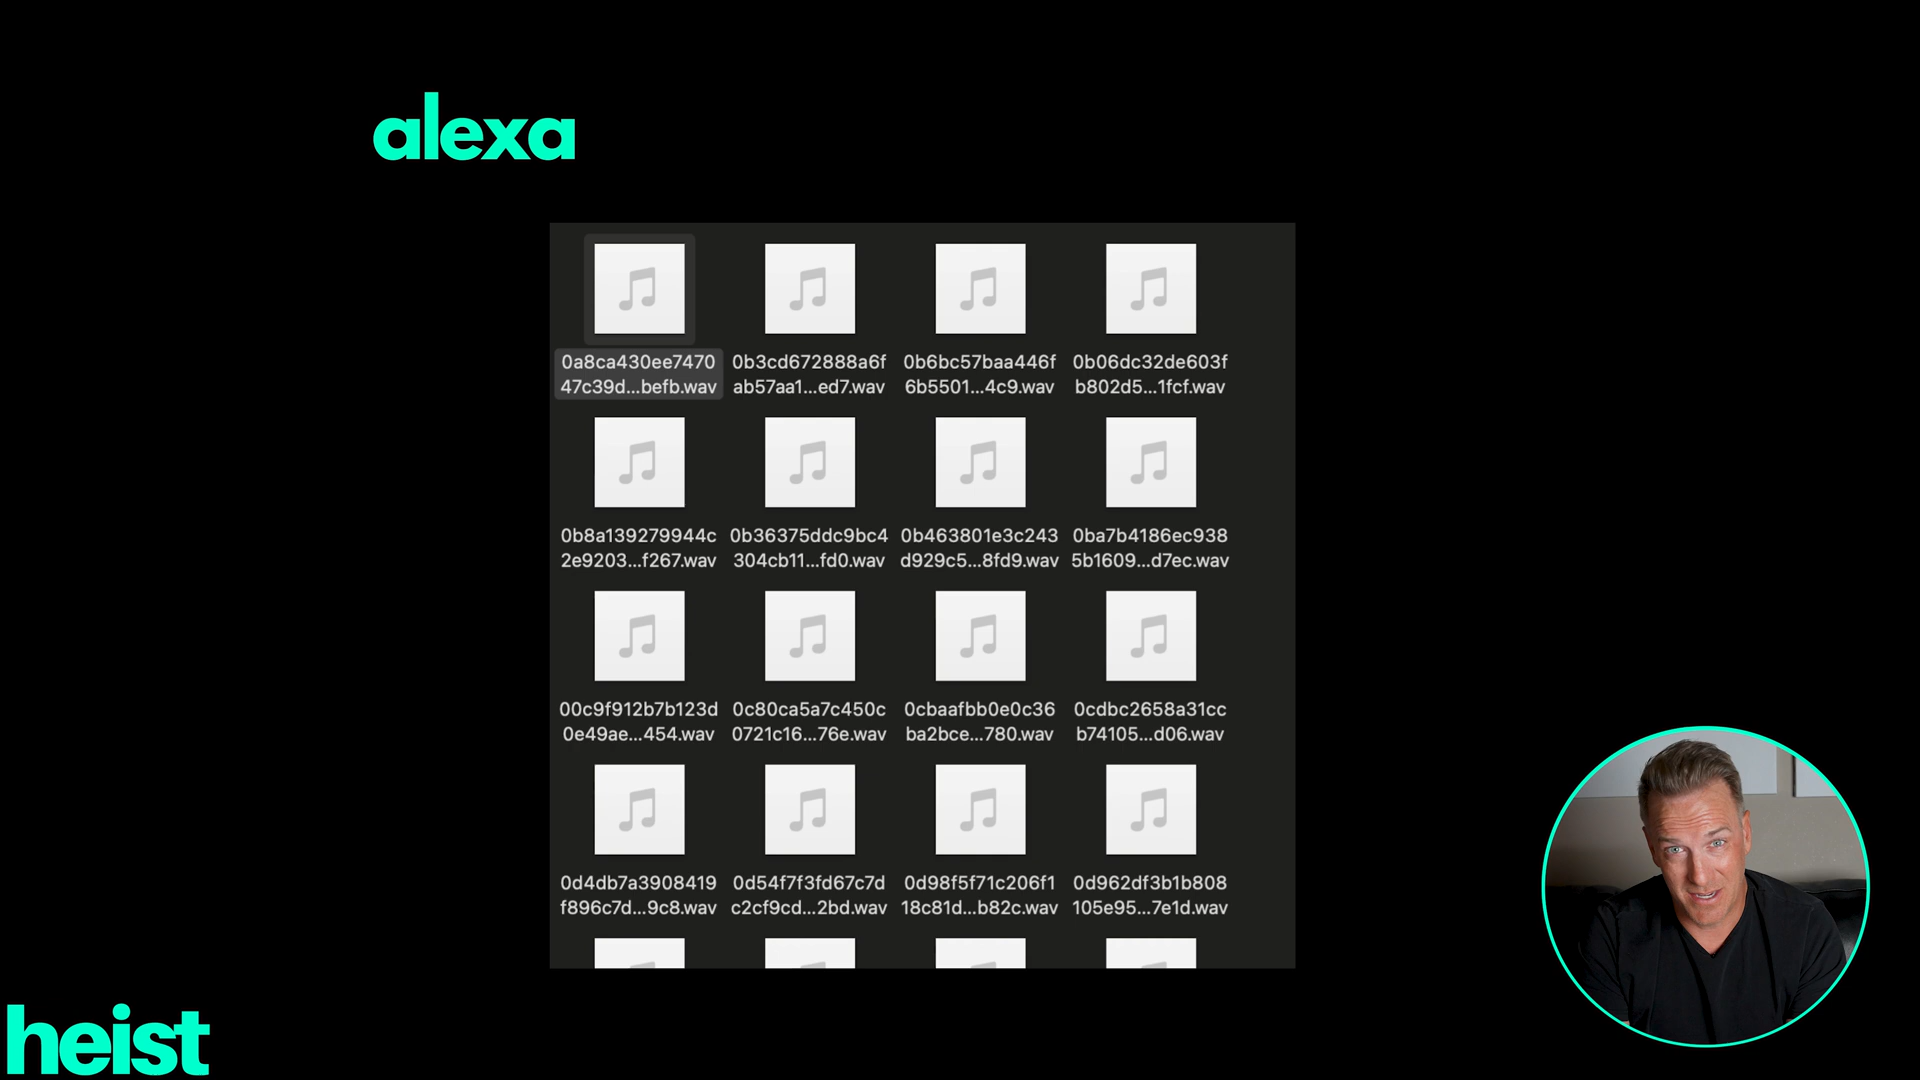 alexa
0a8ca430ee7470
47c39d...befb.wav
0b3cd672888a6f
ab57aa1...ed7.wav
0b6bc57baa446f
6b5501...4c9.wav
0b06dc32de603f
b802d5...1fcf.wav
0b8a139279944c
2e9203...f267.wav
0b36375ddc9bc4
304cb11...fd0.wav
0b463801e3c243
d929c5...8fd9.wav
0ba7b4186ec938
5b1609...d7ec.wav
00c9f912b7b123d
0e49ae...454.wav
0c80ca5a7c450c
0721c16...76e.wav
0cbaafbb0e0c36
ba2bce...780.wav
0cdbc2658a31cc
b74105...d06.wav
0d4db7a3908419
f896c7d...9c8.wav
0d54f7f3fd67c7d
c2cf9cd...2bd.wav
0d98f5f71c206f1
18c81d...b82c.wav
0d962df3b1b808
105e95...7e1d.wav
heist